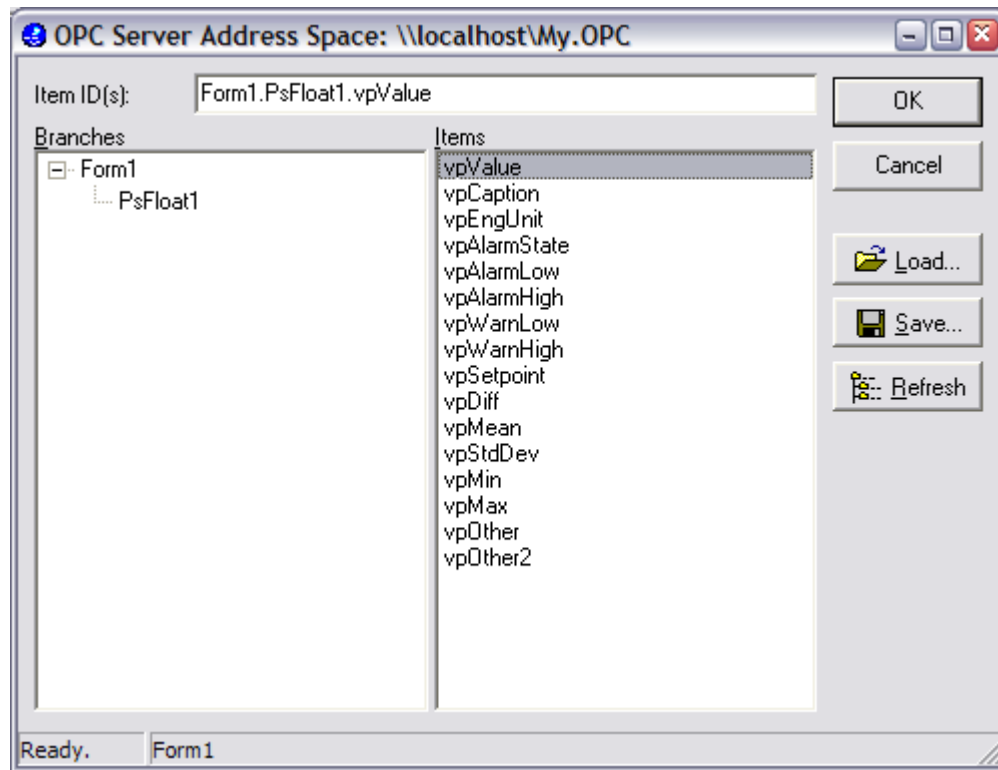 OPC Server Address Space: \\localhost\My.OPC
Item ID(s): Form1.PsFloat1.vpValue
OK
Branches
Items
Form1
PsFloat1
vpValue
vpCaption
vpEngUnit
vpAlarmState
vpAlarmLow
vpAlarmHigh
vpWarnLow
vpWarnHigh
vpSetpoint
vpDiff
vpMean
vpStdDev
vpMin
vpMax
vpOther
vpOther2
Cancel
Load...
Save...
Refresh
Ready. Form1